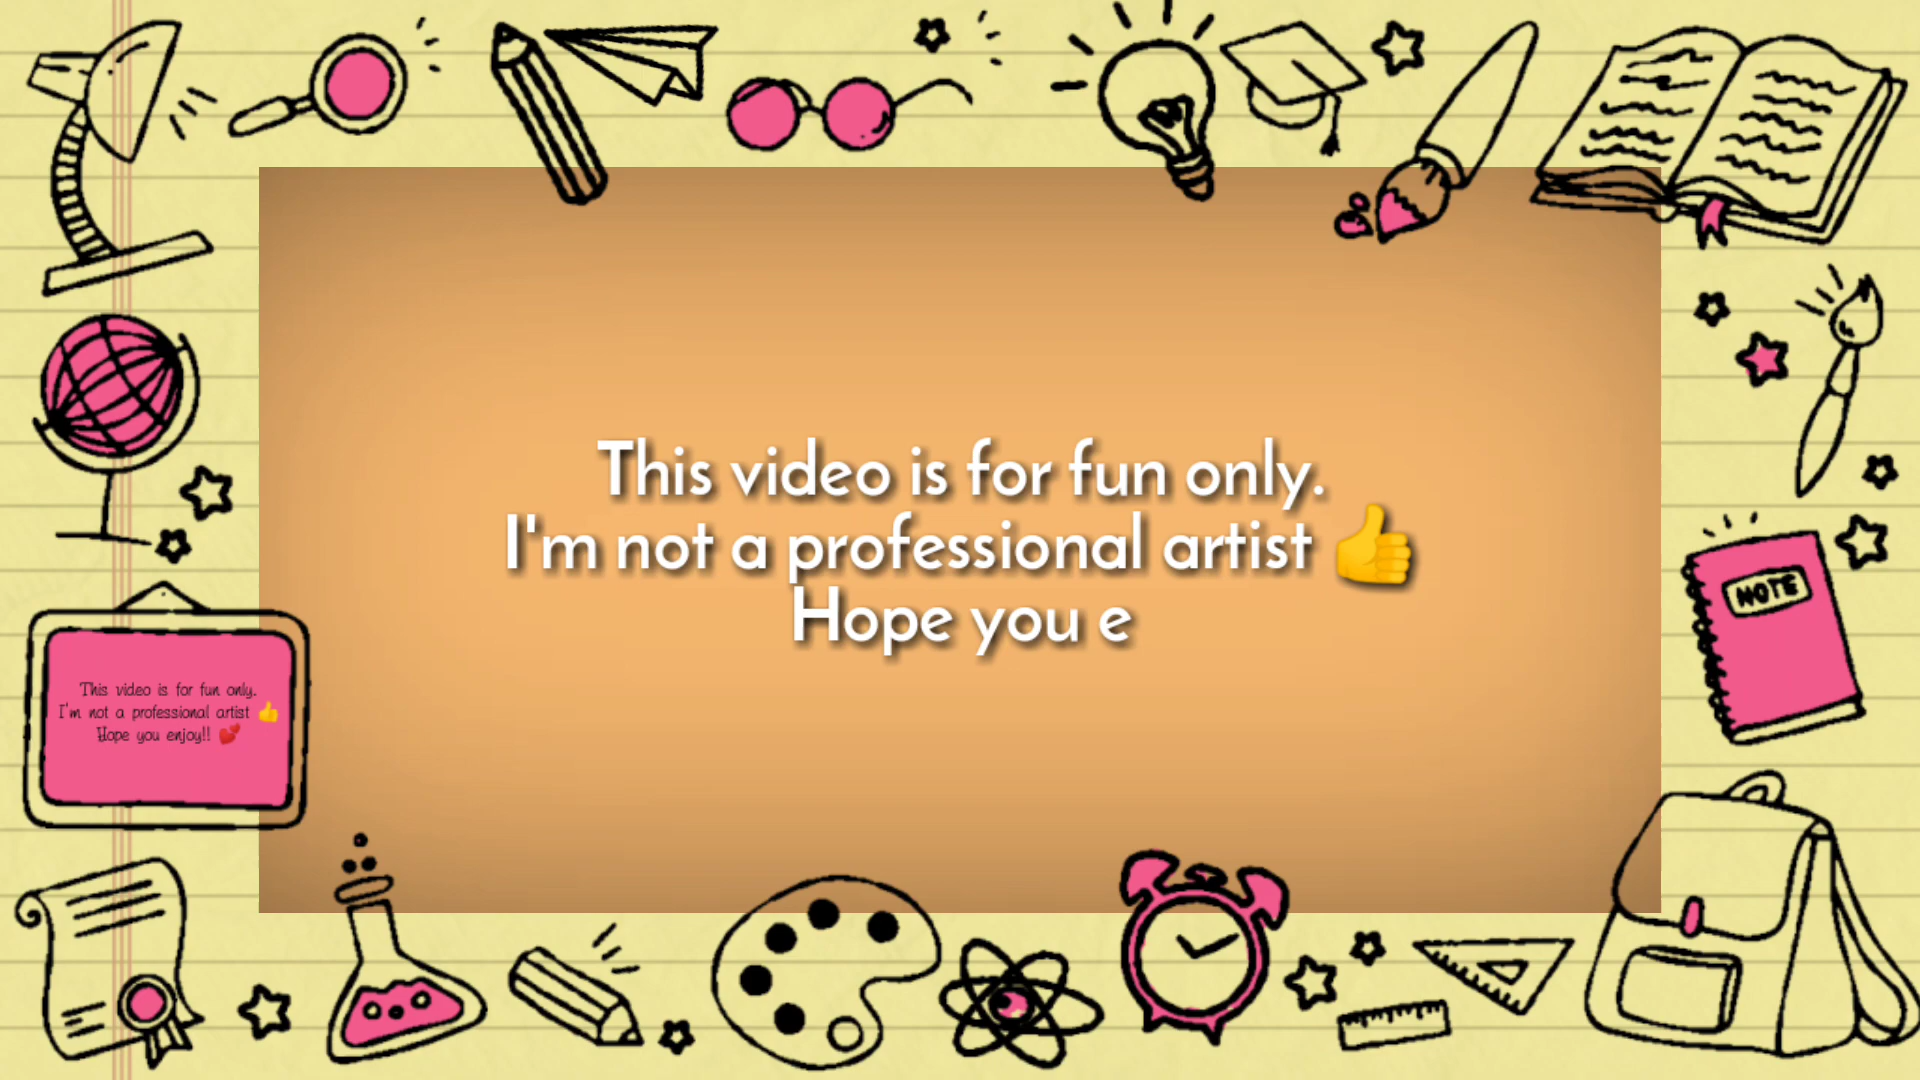 This video is for fun only.
I'm not a professional artist 👍
Hope you e
NOTE
This video is for fun only.
I'm not a professional artist 👍
Hope you enjoy!! 💕